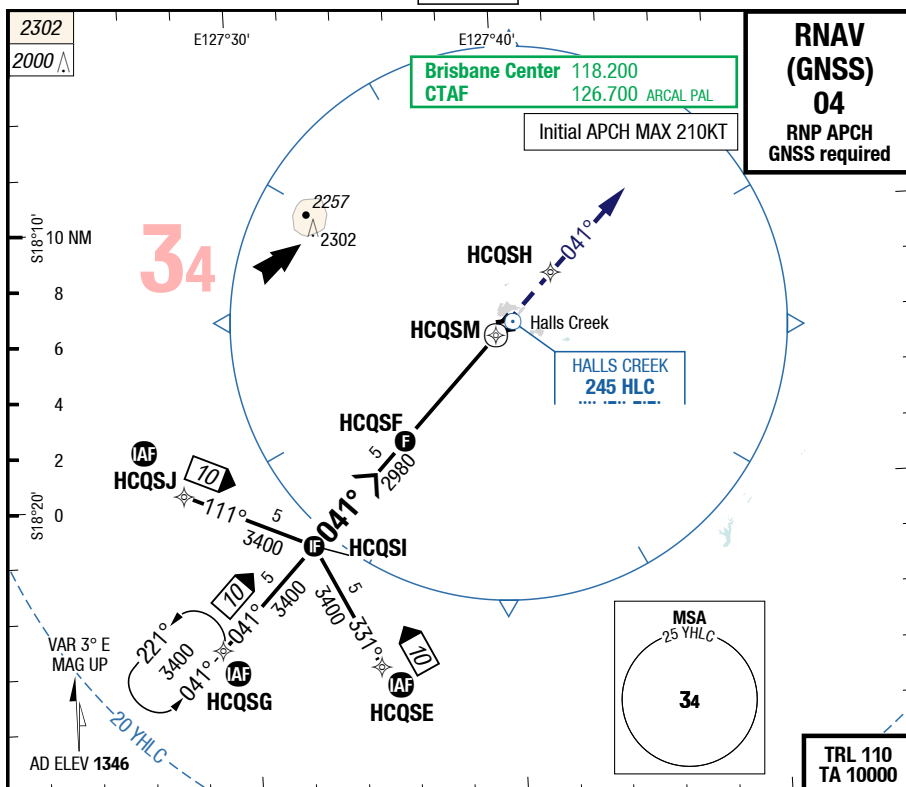 2302
2000
E127°30'
E127°40'
Brisbane Center 118.200
CTAF 126.700 ARCAL PAL
RNAV
(GNSS)
04
RNP APCH
GNSS required
Initial APCH MAX 210KT
S18°10'
10 NM
8
6
4
2
0
S18°20'
34
2257
2302
HCQSH
041°
HCQSM
Halls Creek
HALLS CREEK
245 HLC
HCQSF
F
5
2980
041°
IAF
HCQSJ
10
111°
5
3400
IF
HCQSI
10
5
041°
3400
5
3400
331°
10
IAF
HCQSE
221°
3400
041°
IAF
HCQSG
VAR 3° E
MAG UP
20 YHLC
AD ELEV 1346
MSA
25 YHLC
34
TRL 110
TA 10000